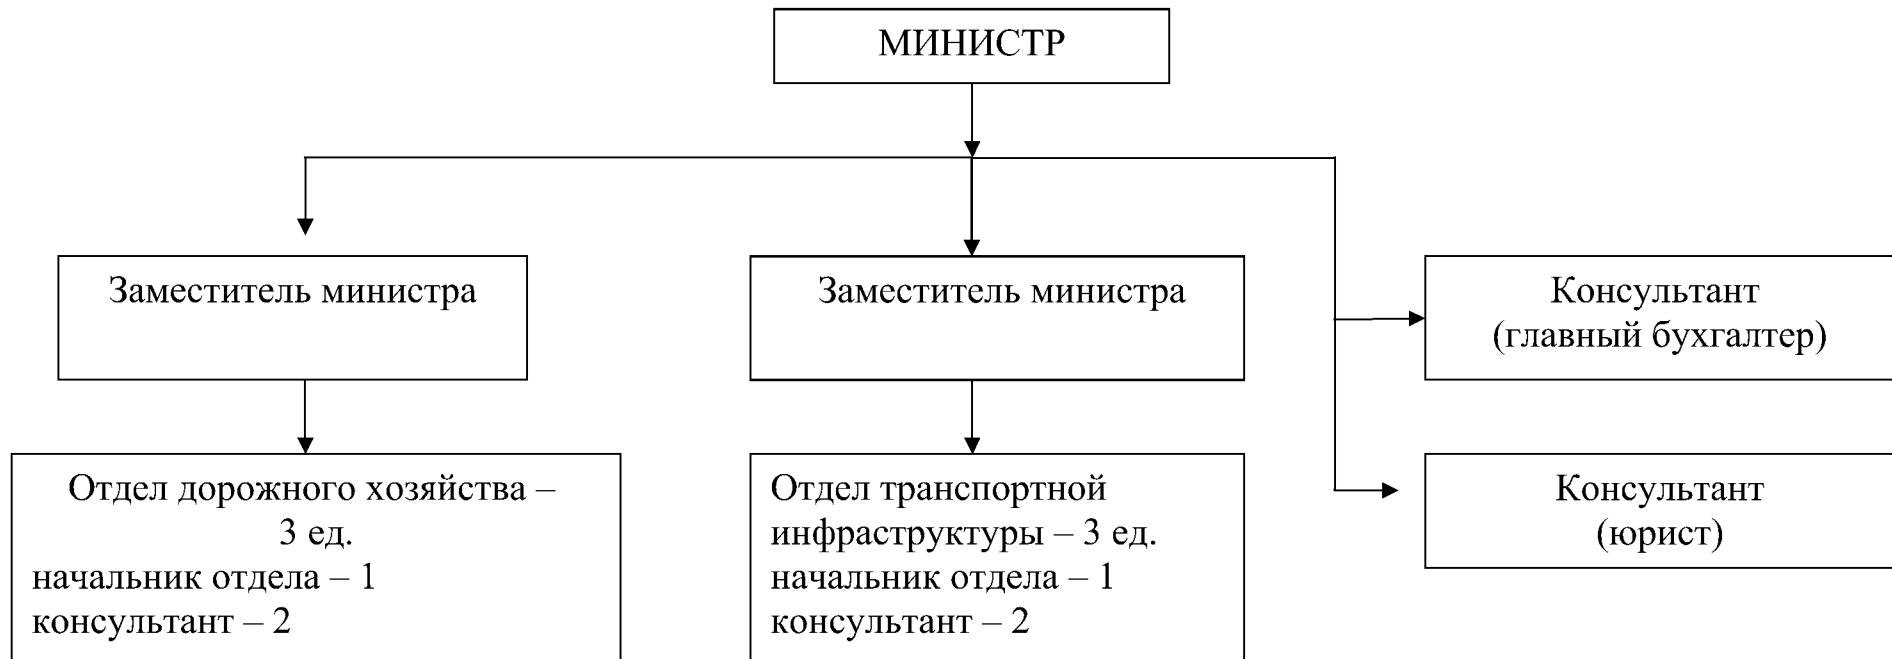 МИНИСТР
Заместитель министра
Заместитель министра
Консультант
(главный бухгалтер)
Отдел дорожного хозяйства –
3 ед.
начальник отдела – 1
консультант – 2
Отдел транспортной
инфраструктуры – 3 ед.
начальник отдела – 1
консультант – 2
Консультант
(юрист)